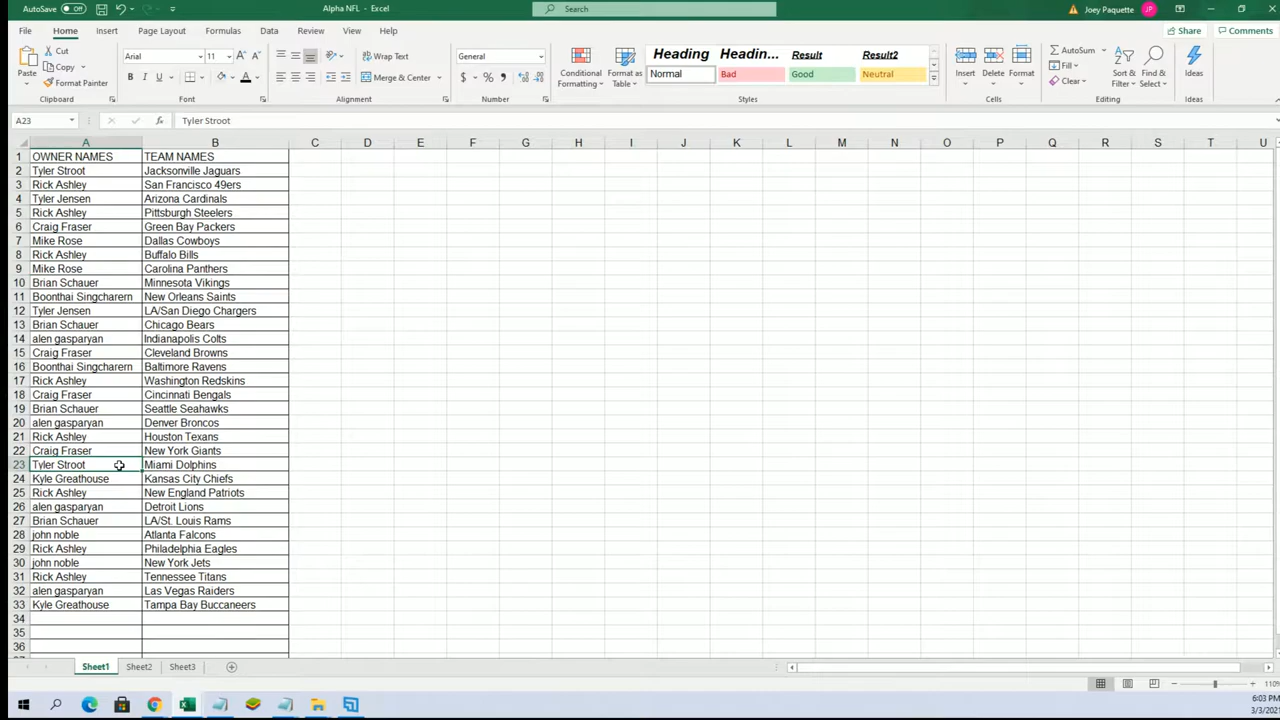 AutoSave Off Alpha NFL - Excel Search Joey Paquette JP
File Home Insert Page Layout Formulas Data Review View Help Share Comments
Paste Cut Copy Format Painter Clipboard
Arial 11 A A B I U A Font
Wrap Text Merge & Center Alignment
General $ % , Number
Conditional Formatting Format as Table Heading Headin... Result Result2 Normal Bad Good Neutral Styles
Insert Delete Format Cells
AutoSum Fill Clear Sort & Filter Find & Select Editing
Ideas Ideas
A23 fx Tyler Stroot
A B C D E F G H I J K L M N O P Q R S T U
1 OWNER NAMES TEAM NAMES
2 Tyler Stroot Jacksonville Jaguars
3 Rick Ashley San Francisco 49ers
4 Tyler Jensen Arizona Cardinals
5 Rick Ashley Pittsburgh Steelers
6 Craig Fraser Green Bay Packers
7 Mike Rose Dallas Cowboys
8 Rick Ashley Buffalo Bills
9 Mike Rose Carolina Panthers
10 Brian Schauer Minnesota Vikings
11 Boonthai Singcharern New Orleans Saints
12 Tyler Jensen LA/San Diego Chargers
13 Brian Schauer Chicago Bears
14 alen gasparyan Indianapolis Colts
15 Craig Fraser Cleveland Browns
16 Boonthai Singcharern Baltimore Ravens
17 Rick Ashley Washington Redskins
18 Craig Fraser Cincinnati Bengals
19 Brian Schauer Seattle Seahawks
20 alen gasparyan Denver Broncos
21 Rick Ashley Houston Texans
22 Craig Fraser New York Giants
23 Tyler Stroot Miami Dolphins
24 Kyle Greathouse Kansas City Chiefs
25 Rick Ashley New England Patriots
26 alen gasparyan Detroit Lions
27 Brian Schauer LA/St. Louis Rams
28 john noble Atlanta Falcons
29 Rick Ashley Philadelphia Eagles
30 john noble New York Jets
31 Rick Ashley Tennessee Titans
32 alen gasparyan Las Vegas Raiders
33 Kyle Greathouse Tampa Bay Buccaneers
34
35
36
Sheet1 Sheet2 Sheet3
110%
6:03 PM
3/3/2021